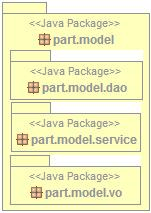 <<Java Package>>
part.model
<<Java Package>>
part.model.dao
<<Java Package>>
part.model.service
<<Java Package>>
part.model.vo